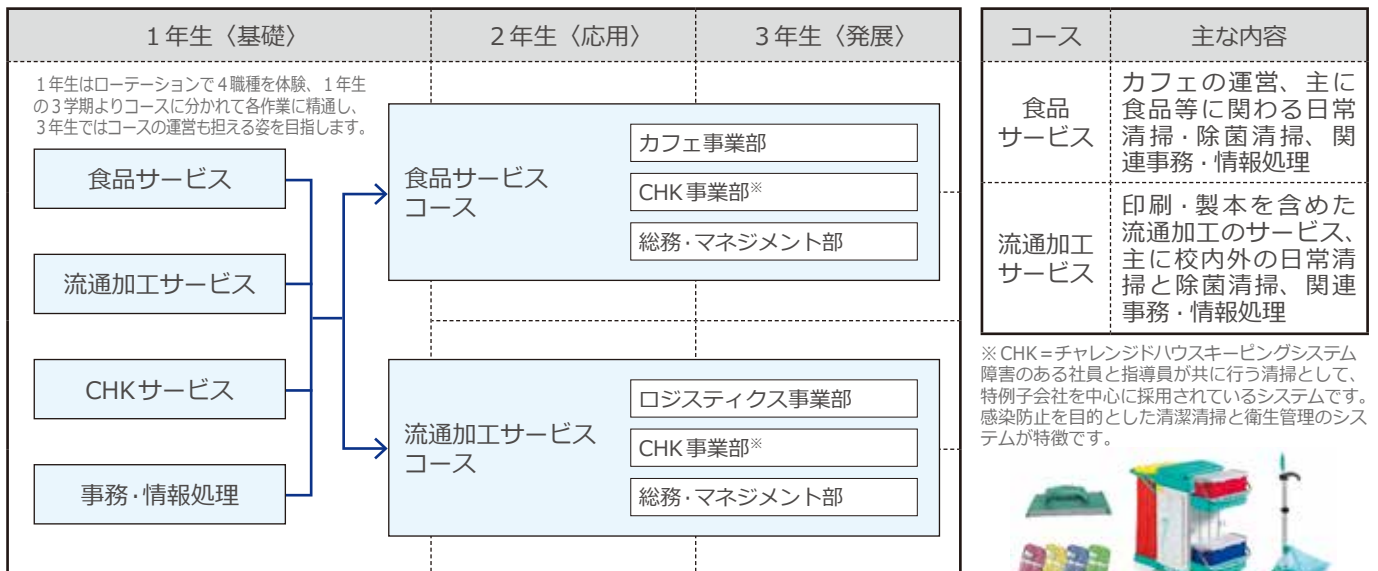 1年生〈基礎〉
2年生〈応用〉
3年生〈発展〉
1年生はローテーションで4職種を体験、1年生
の3学期よりコースに分かれて各作業に精通し、
3年生ではコースの運営も担える姿を目指します。
食品サービス
流通加工サービス
CHKサービス
事務・情報処理
食品サービス
コース
カフェ事業部
CHK事業部※
総務・マネジメント部
流通加工サービス
コース
ロジスティクス事業部
CHK事業部※
総務・マネジメント部
コース
主な内容
食品
サービス
カフェの運営、主に
食品等に関わる日常
清掃・除菌清掃、関
連事務・情報処理
流通加工
サービス
印刷・製本を含めた
流通加工のサービス、
主に校内外の日常清
掃と除菌清掃、関連
事務・情報処理
※CHK=チャレンジドハウスキーピングシステム
障害のある社員と指導員が共に行う清掃として、
特例子会社を中心に採用されているシステムです。
感染防止を目的とした清潔清掃と衛生管理のシス
テムが特徴です。